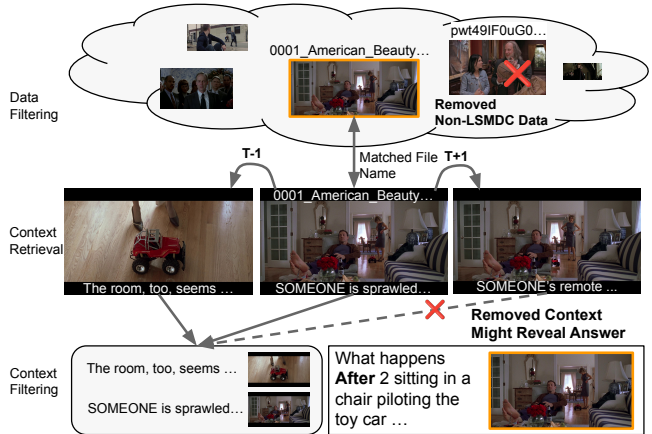 pwt49IF0uG0...
0001_American_Beauty...
Data
Filtering
Removed
Non-LSMDC Data
T-1
Matched File
Name
T+1
0001_American_Beauty...
Context
Retrieval
The room, too, seems ...
SOMEONE is sprawled...
SOMEONE's remote ...
Removed Context
Might Reveal Answer
Context
Filtering
The room, too, seems ...
SOMEONE is sprawled...
What happens
After 2 sitting in a
chair piloting the
toy car ...